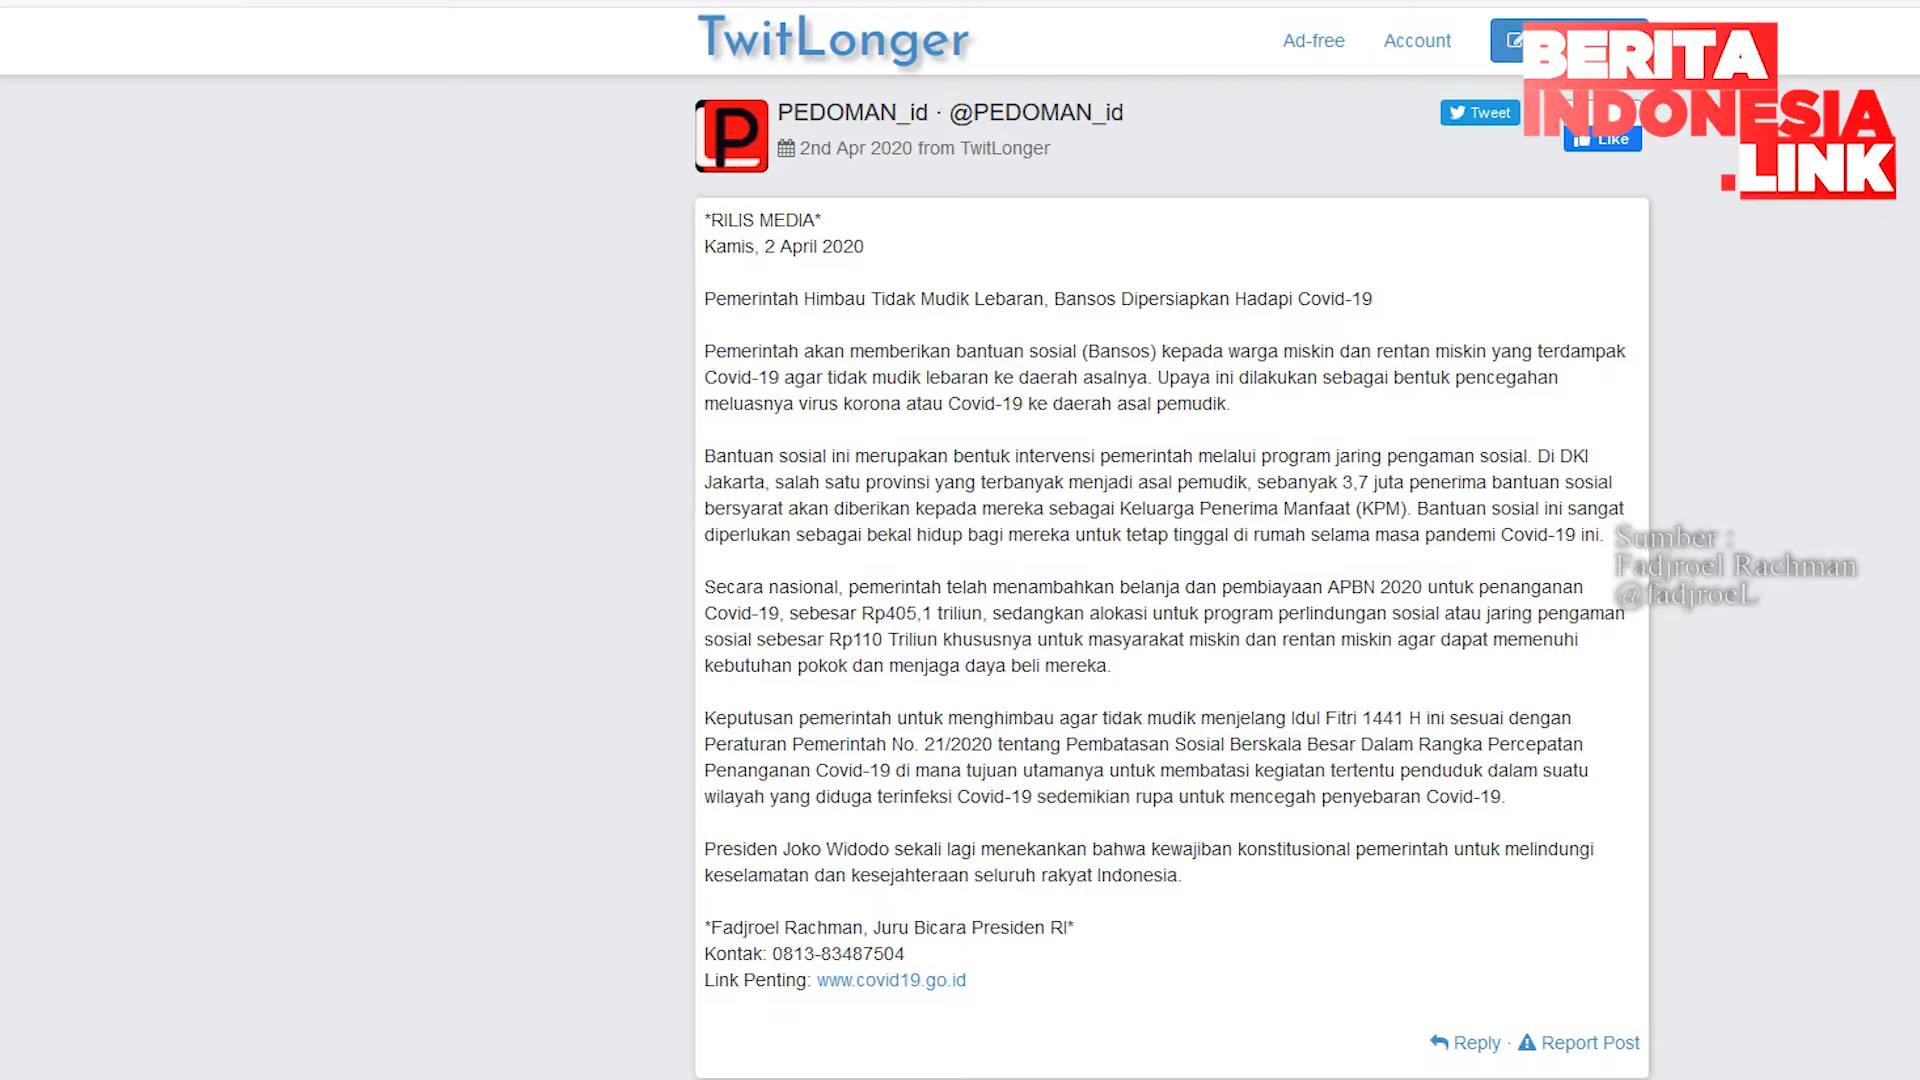 TwitLonger
Ad-free
Account
BERITA
INDONESIA
.LINK
PEDOMAN_id · @PEDOMAN_id
Tweet
Like
2nd Apr 2020 from TwitLonger
*RILIS MEDIA*
Kamis, 2 April 2020
Pemerintah Himbau Tidak Mudik Lebaran, Bansos Dipersiapkan Hadapi Covid-19
Pemerintah akan memberikan bantuan sosial (Bansos) kepada warga miskin dan rentan miskin yang terdampak
Covid-19 agar tidak mudik lebaran ke daerah asalnya. Upaya ini dilakukan sebagai bentuk pencegahan
meluasnya virus korona atau Covid-19 ke daerah asal pemudik.
Bantuan sosial ini merupakan bentuk intervensi pemerintah melalui program jaring pengaman sosial. Di DKI
Jakarta, salah satu provinsi yang terbanyak menjadi asal pemudik, sebanyak 3,7 juta penerima bantuan sosial
bersyarat akan diberikan kepada mereka sebagai Keluarga Penerima Manfaat (KPM). Bantuan sosial ini sangat
diperlukan sebagai bekal hidup bagi mereka untuk tetap tinggal di rumah selama masa pandemi Covid-19 ini.
Sumber :
Fadjroel Rachman
@fadjroeL
Secara nasional, pemerintah telah menambahkan belanja dan pembiayaan APBN 2020 untuk penanganan
Covid-19, sebesar Rp405,1 triliun, sedangkan alokasi untuk program perlindungan sosial atau jaring pengaman
sosial sebesar Rp110 Triliun khususnya untuk masyarakat miskin dan rentan miskin agar dapat memenuhi
kebutuhan pokok dan menjaga daya beli mereka.
Keputusan pemerintah untuk menghimbau agar tidak mudik menjelang Idul Fitri 1441 H ini sesuai dengan
Peraturan Pemerintah No. 21/2020 tentang Pembatasan Sosial Berskala Besar Dalam Rangka Percepatan
Penanganan Covid-19 di mana tujuan utamanya untuk membatasi kegiatan tertentu penduduk dalam suatu
wilayah yang diduga terinfeksi Covid-19 sedemikian rupa untuk mencegah penyebaran Covid-19.
Presiden Joko Widodo sekali lagi menekankan bahwa kewajiban konstitusional pemerintah untuk melindungi
keselamatan dan kesejahteraan seluruh rakyat Indonesia.
*Fadjroel Rachman, Juru Bicara Presiden RI*
Kontak: 0813-83487504
Link Penting: www.covid19.go.id
Reply · Report Post